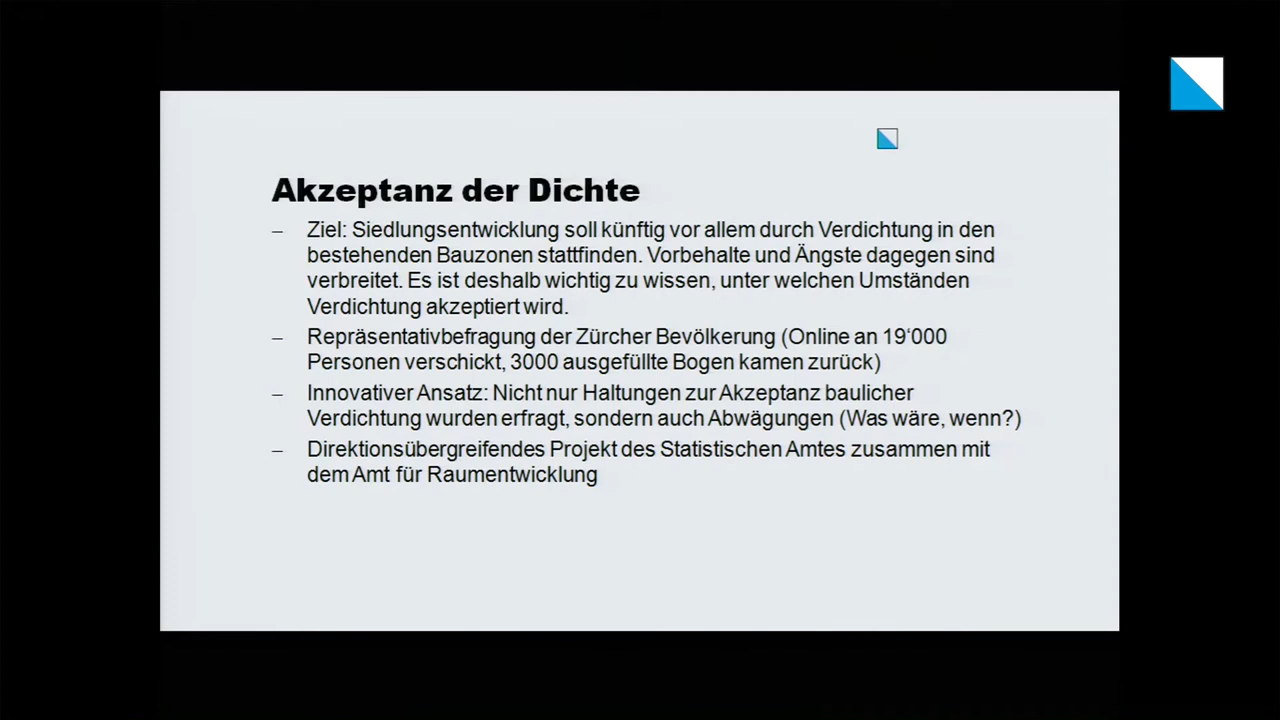 Akzeptanz der Dichte
– Ziel: Siedlungsentwicklung soll künftig vor allem durch Verdichtung in den
bestehenden Bauzonen stattfinden. Vorbehalte und Ängste dagegen sind
verbreitet. Es ist deshalb wichtig zu wissen, unter welchen Umständen
Verdichtung akzeptiert wird.
– Repräsentativbefragung der Zürcher Bevölkerung (Online an 19‘000
Personen verschickt, 3000 ausgefüllte Bogen kamen zurück)
– Innovativer Ansatz: Nicht nur Haltungen zur Akzeptanz baulicher
Verdichtung wurden erfragt, sondern auch Abwägungen (Was wäre, wenn?)
– Direktionsübergreifendes Projekt des Statistischen Amtes zusammen mit
dem Amt für Raumentwicklung